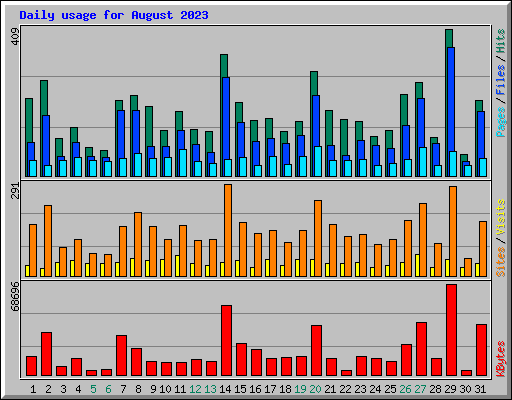 Daily usage for August 2023
409
Pages / Files / Hits
291
Sites / Visits
68696
KBytes
1 2 3 4 5 6 7 8 9 10 11 12 13 14 15 16 17 18 19 20 21 22 23 24 25 26 27 28 29 30 31